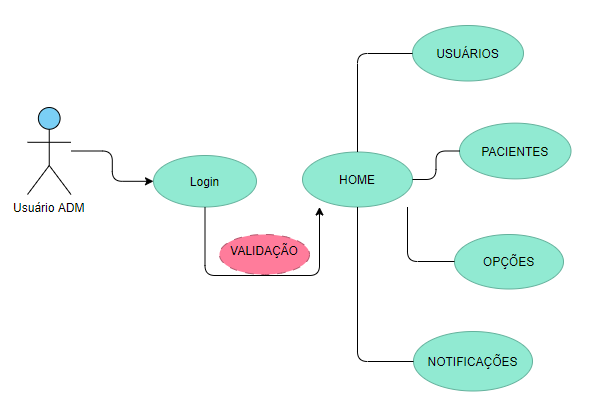 Usuário ADM
Login
VALIDAÇÃO
HOME
USUÁRIOS
PACIENTES
OPÇÕES
NOTIFICAÇÕES